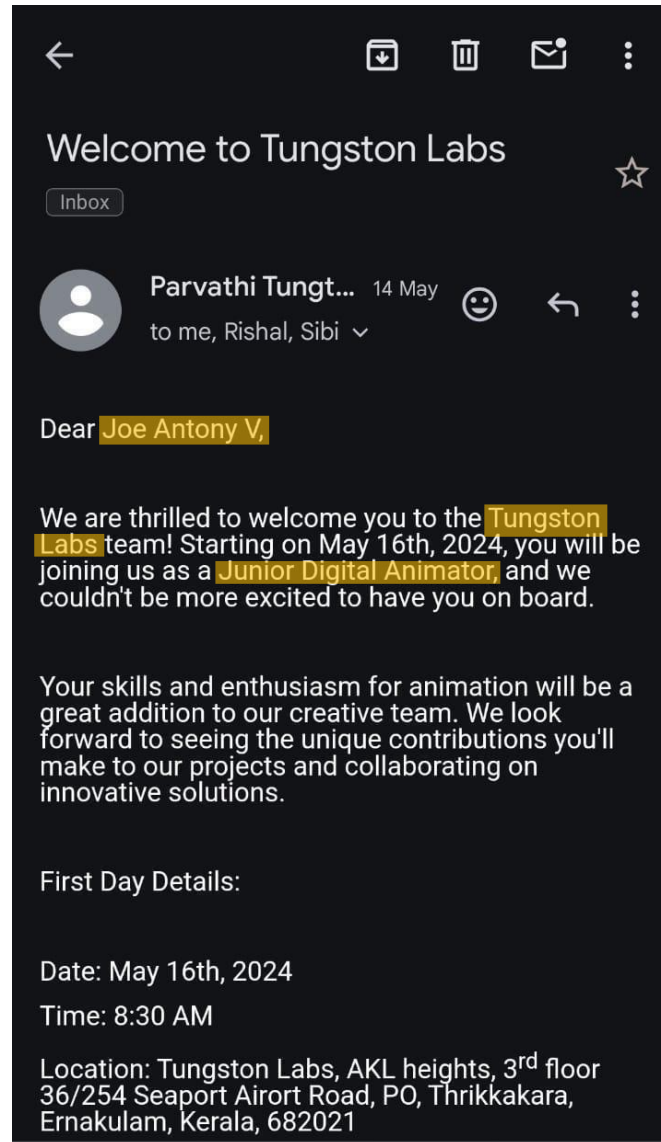 Welcome to Tungston Labs
Inbox
Parvathi Tungt... 14 May
to me, Rishal, Sibi
Dear Joe Antony V,
We are thrilled to welcome you to the Tungston
Labs team! Starting on May 16th, 2024, you will be
joining us as a Junior Digital Animator, and we
couldn't be more excited to have you on board.
Your skills and enthusiasm for animation will be a
great addition to our creative team. We look
forward to seeing the unique contributions you'll
make to our projects and collaborating on
innovative solutions.
First Day Details:
Date: May 16th, 2024
Time: 8:30 AM
Location: Tungston Labs, AKL heights, 3rd floor
36/254 Seaport Airort Road, PO, Thrikkakara,
Ernakulam, Kerala, 682021